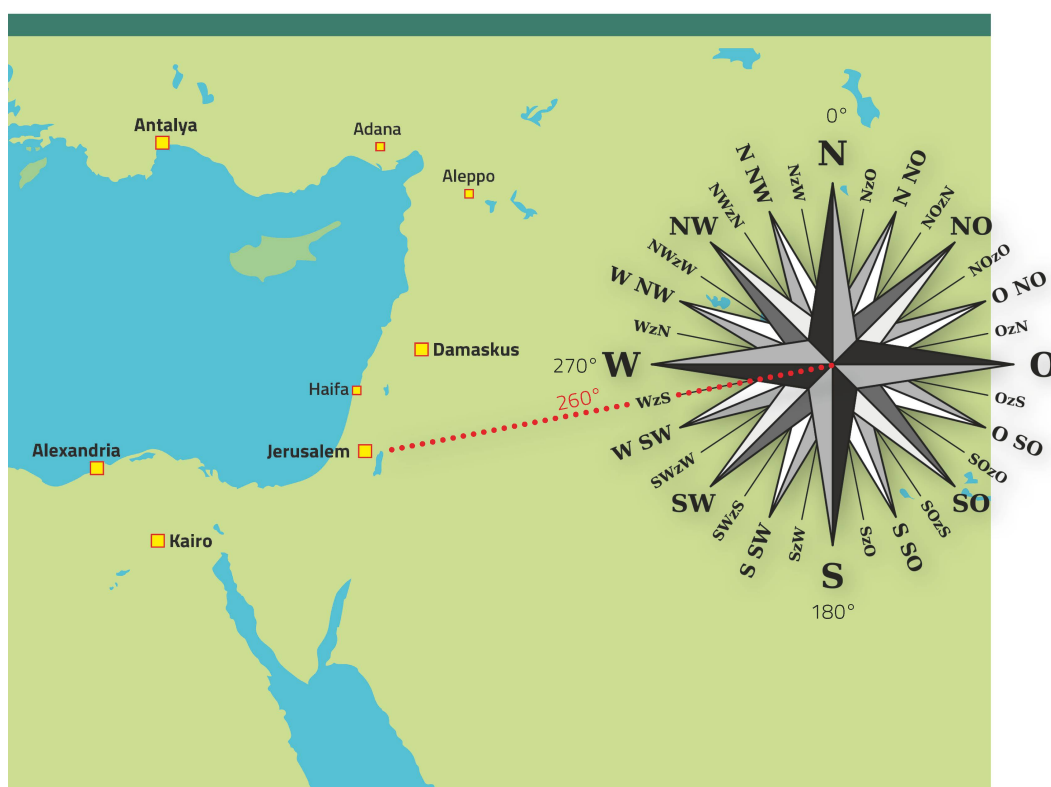 Antalya
Adana
Aleppo
Damaskus
Haifa
Jerusalem
Alexandria
Kairo
260°
0°
N
NzO
N NO
NOzN
NO
NOzO
O NO
OzN
O
OzS
O SO
SOzO
SO
SOzS
S SO
SzO
S
180°
SzW
S SW
SWzS
SW
SWzW
W SW
WzS
270°
W
WzN
W NW
NWzW
NW
NWzN
N NW
NzW